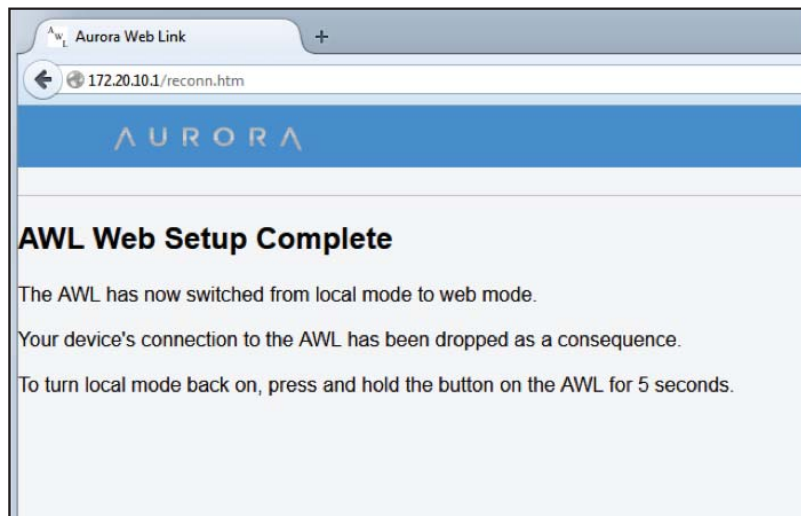 AWL Aurora Web Link
172.20.10.1/reconn.htm
AURORA
AWL Web Setup Complete
The AWL has now switched from local mode to web mode.
Your device's connection to the AWL has been dropped as a consequence.
To turn local mode back on, press and hold the button on the AWL for 5 seconds.